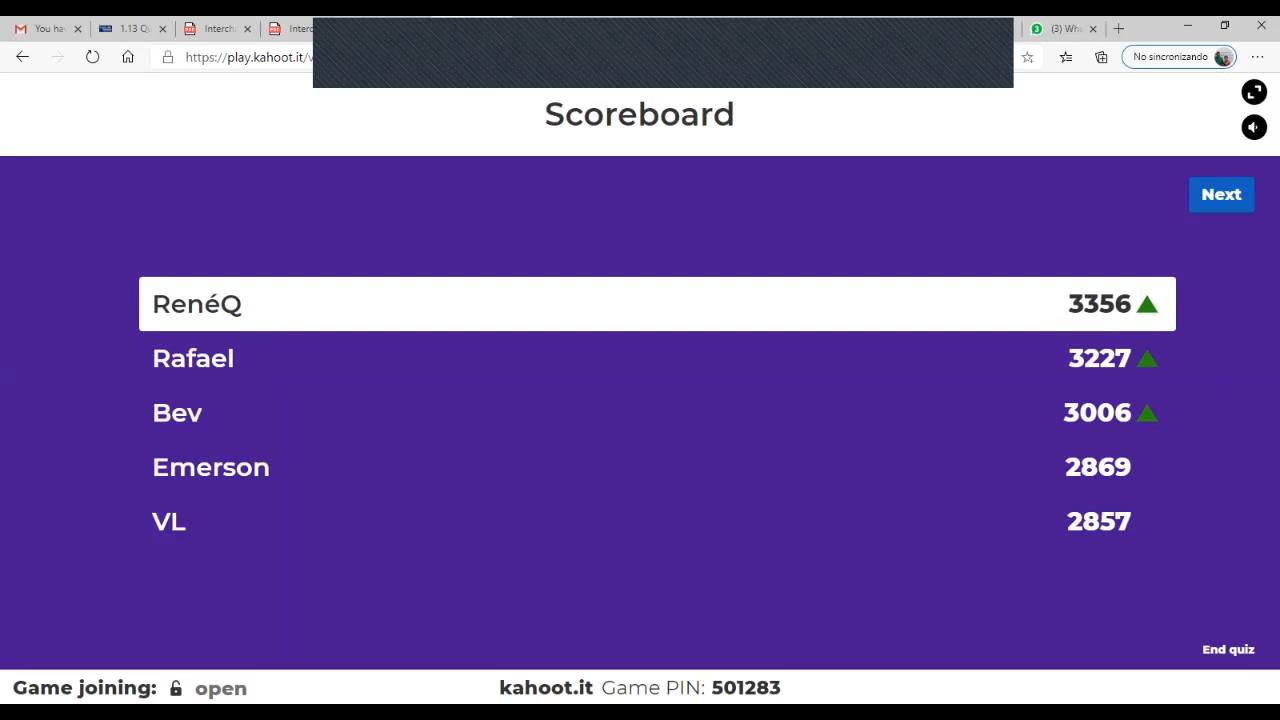 You ha
1.13 Q
Interch
Interc
(3) Wh
https://play.kahoot.it/v
No sincronizando
Scoreboard
Next
RenéQ 3356
Rafael 3227
Bev 3006
Emerson 2869
VL 2857
End quiz
Game joining: open
kahoot.it Game PIN: 501283